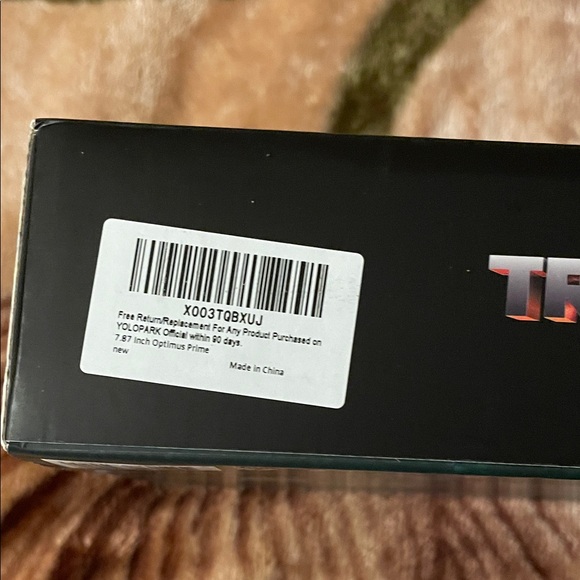 X003TQBXUJ
Free Return/Replacement For Any Product Purchased on
YOLOPARK Official within 90 days.
7.87 Inch Optimus Prime
new
Made in China
TR